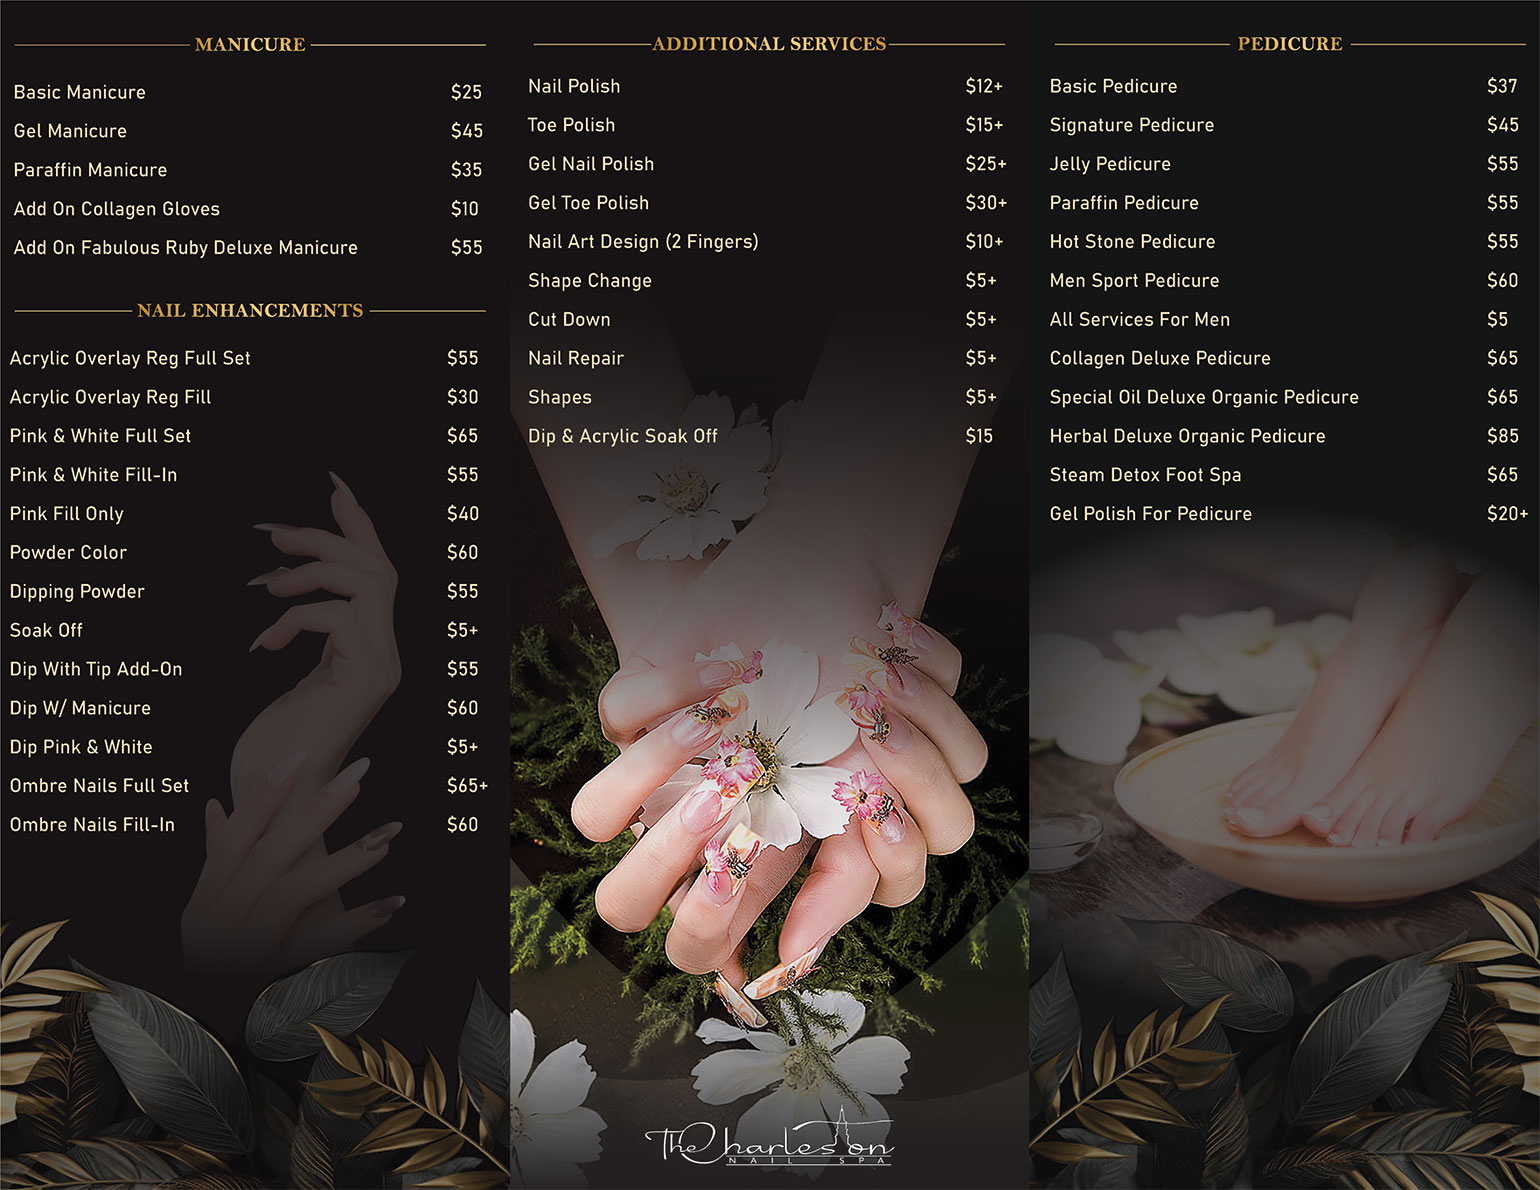 MANICURE
Basic Manicure $25
Gel Manicure $45
Paraffin Manicure $35
Add On Collagen Gloves $10
Add On Fabulous Ruby Deluxe Manicure $55
NAIL ENHANCEMENTS
Acrylic Overlay Reg Full Set $55
Acrylic Overlay Reg Fill $30
Pink & White Full Set $65
Pink & White Fill-In $55
Pink Fill Only $40
Powder Color $60
Dipping Powder $55
Soak Off $5+
Dip With Tip Add-On $55
Dip W/ Manicure $60
Dip Pink & White $5+
Ombre Nails Full Set $65+
Ombre Nails Fill-In $60
ADDITIONAL SERVICES
Nail Polish $12+
Toe Polish $15+
Gel Nail Polish $25+
Gel Toe Polish $30+
Nail Art Design (2 Fingers) $10+
Shape Change $5+
Cut Down $5+
Nail Repair $5+
Shapes $5+
Dip & Acrylic Soak Off $15
The Charleston
NAIL SPA
PEDICURE
Basic Pedicure $37
Signature Pedicure $45
Jelly Pedicure $55
Paraffin Pedicure $55
Hot Stone Pedicure $55
Men Sport Pedicure $60
All Services For Men $5
Collagen Deluxe Pedicure $65
Special Oil Deluxe Organic Pedicure $65
Herbal Deluxe Organic Pedicure $85
Steam Detox Foot Spa $65
Gel Polish For Pedicure $20+